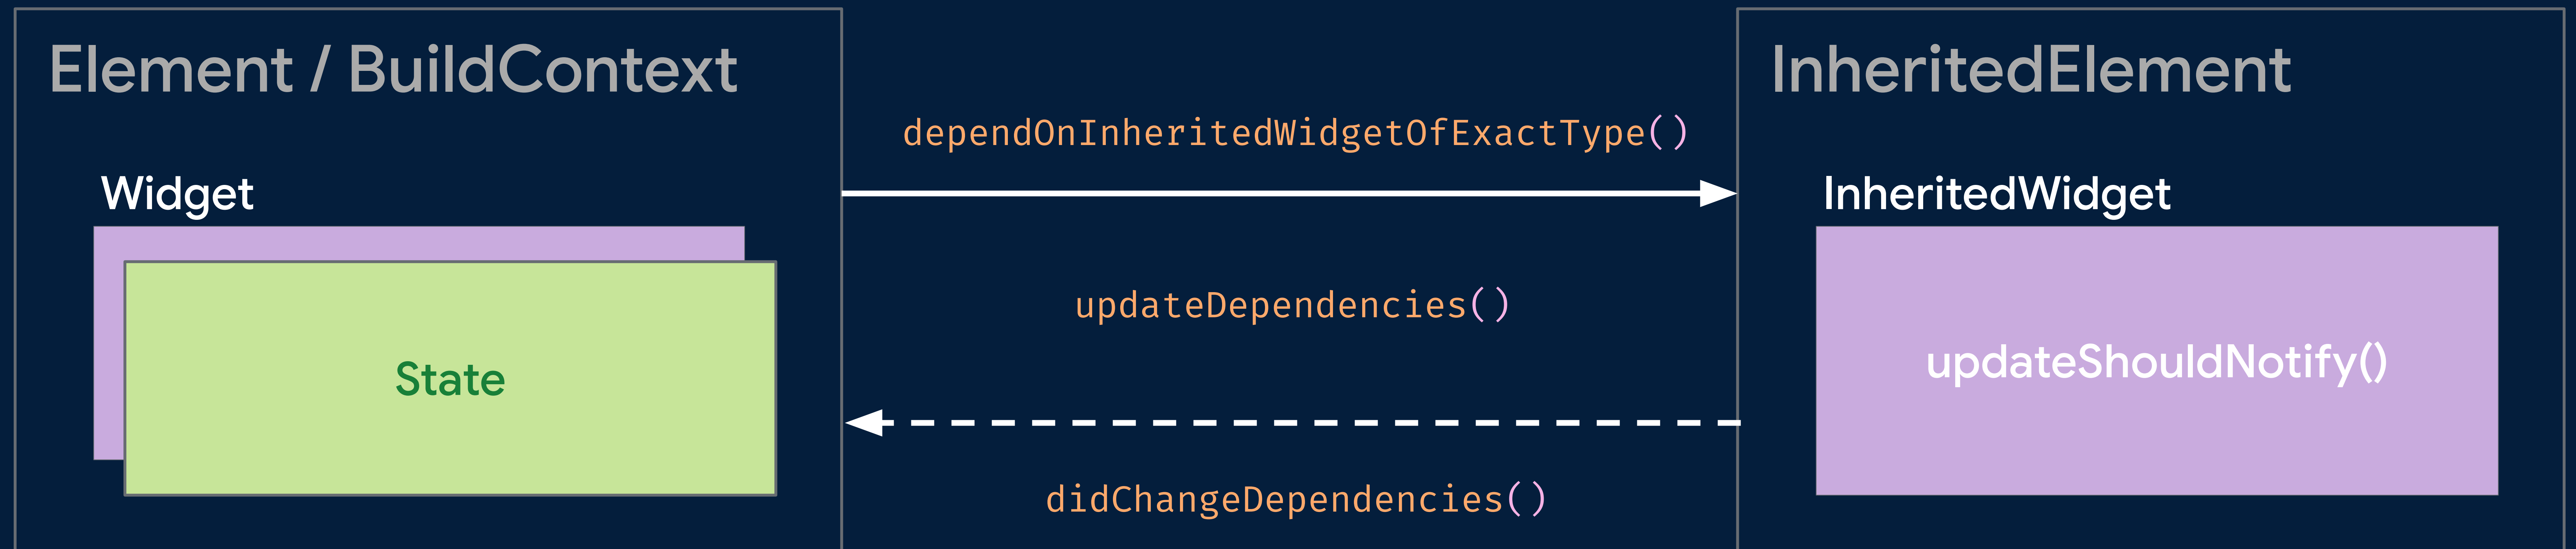 Element / BuildContext
Widget
State
dependOnInheritedWidgetOfExactType()
updateDependencies()
didChangeDependencies()
InheritedElement
InheritedWidget
updateShouldNotify()